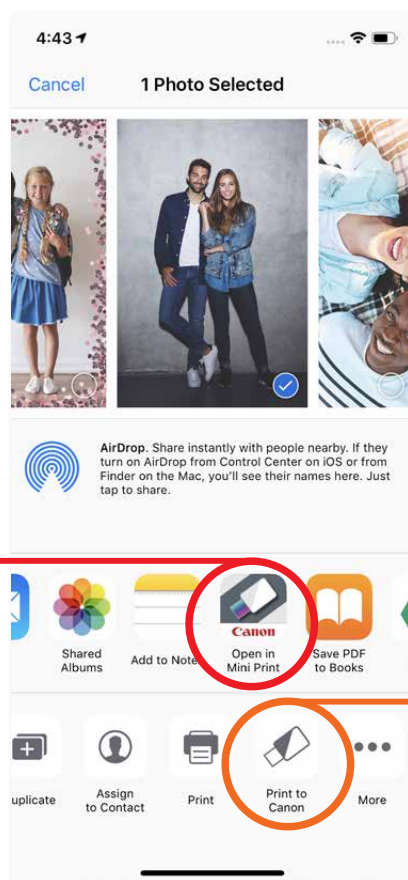 4:43
Cancel
1 Photo Selected
AirDrop. Share instantly with people nearby. If they
turn on AirDrop from Control Center on iOS or from
Finder on the Mac, you'll see their names here. Just
tap to share.
Canon
Shared
Albums
Add to Note
Open in
Mini Print
Save PDF
to Books
uplicate
Assign
to Contact
Print
Print to
Canon
More